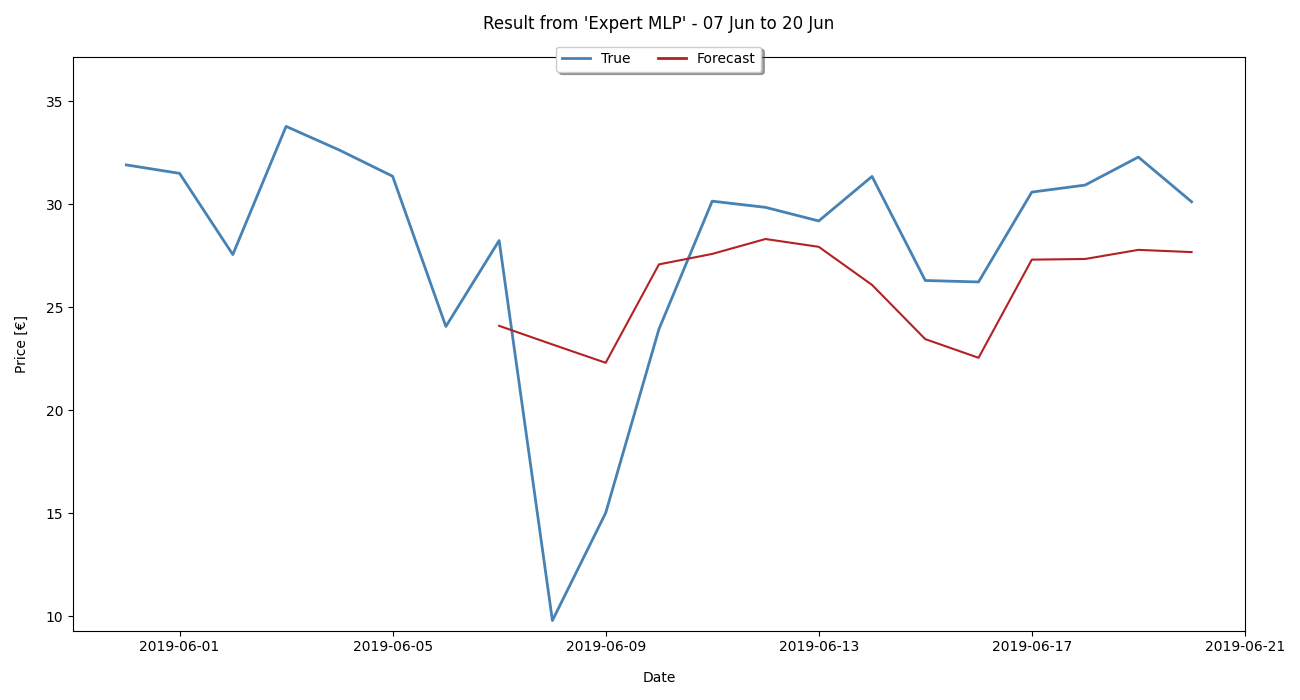 Result from 'Expert MLP' - 07 Jun to 20 Jun
True Forecast
35
30
25
20
15
10
Price [€]
2019-06-01 2019-06-05 2019-06-09 2019-06-13 2019-06-17 2019-06-21
Date